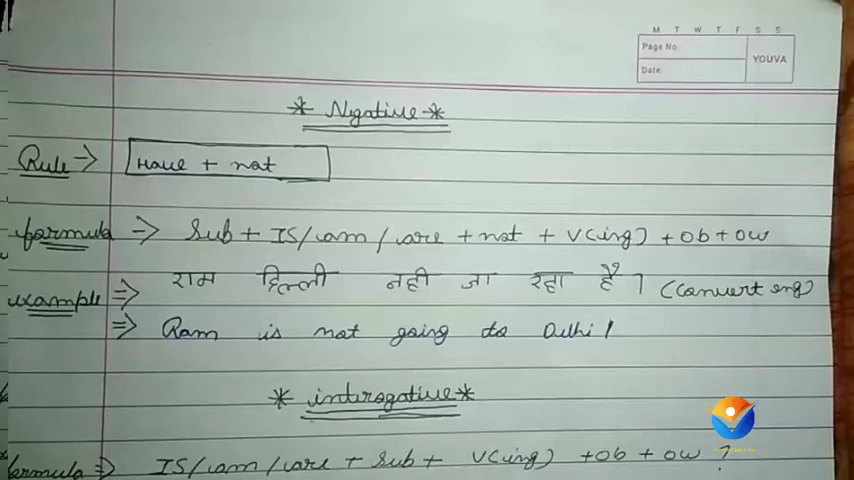 M T W T F S S
Page No
YOUVA
Date
* Negative *
Rule → Have + not
formula → Sub + IS/am/are + not + V(ing) + ob + ow
example ⇒ राम दिल्ली नही जा रहा है। (convert eng)
⇒ Ram is not going to Delhi।
* interogative *
formula ⇒ IS/am/are + Sub + V(ing) + ob + ow ?